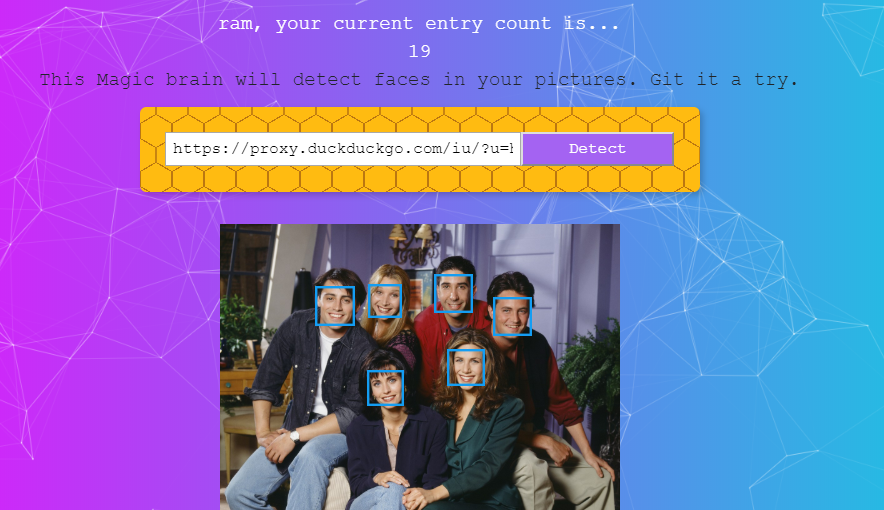 ram, your current entry count is...
19
This Magic brain will detect faces in your pictures. Git it a try.
https://proxy.duckduckgo.com/iu/?u=h
Detect